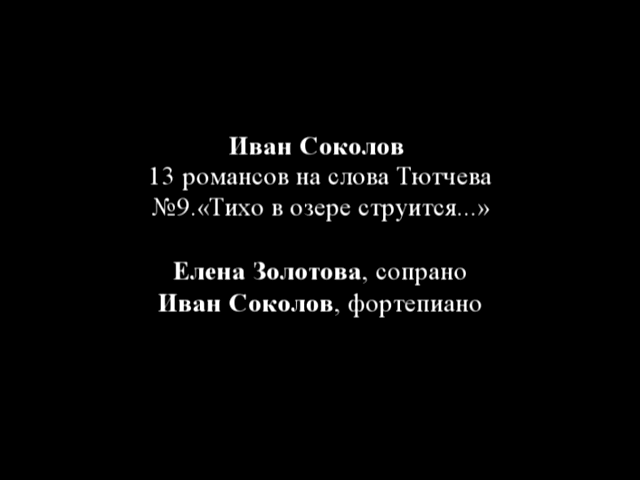 Иван Соколов
13 романсов на слова Тютчева
№9.«Тихо в озере струится...»
Елена Золотова, сопрано
Иван Соколов, фортепиано